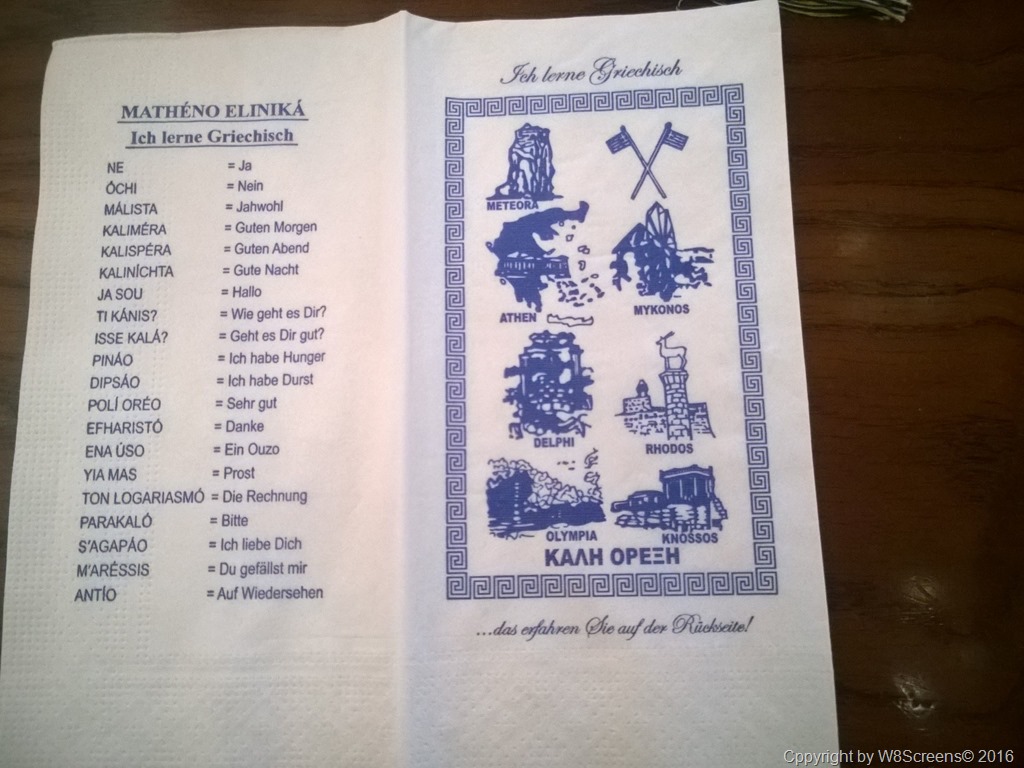 MATHÉNO ELINIKÁ
Ich lerne Griechisch
NE = Ja
ÓCHI = Nein
MÁLISTA = Jahwohl
KALIMÉRA = Guten Morgen
KALISPÉRA = Guten Abend
KALINÍCHTA = Gute Nacht
JA SOU = Hallo
TI KÁNIS? = Wie geht es Dir?
ISSE KALÁ? = Geht es Dir gut?
PINÁO = Ich habe Hunger
DIPSÁO = Ich habe Durst
POLÍ ORÉO = Sehr gut
EFHARISTÓ = Danke
ENA ÚSO = Ein Ouzo
YIA MAS = Prost
TON LOGARIASMÓ = Die Rechnung
PARAKALÓ = Bitte
S'AGAPÁO = Ich liebe Dich
M'ARÉSSIS = Du gefällst mir
ANTÍO = Auf Wiedersehen
Ich lerne Griechisch
METEORA
ATHEN
MYKONOS
DELPHI
RHODOS
OLYMPIA
KNOSSOS
ΚΑΛΗ ΟΡΕΞΗ
...das erfahren Sie auf der Rückseite!
Cppyright by W8Screens© 2016